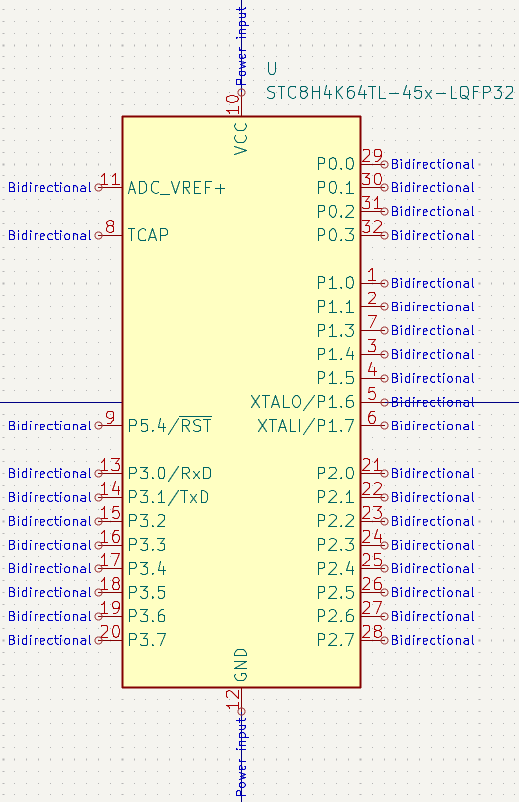 Power input
10
VCC
U
STC8H4K64TL-45x-LQFP32
Bidirectional 11 ADC_VREF+
Bidirectional 8 TCAP
Bidirectional 9 P5.4/RST
Bidirectional 13 P3.0/RxD
Bidirectional 14 P3.1/TxD
Bidirectional 15 P3.2
Bidirectional 16 P3.3
Bidirectional 17 P3.4
Bidirectional 18 P3.5
Bidirectional 19 P3.6
Bidirectional 20 P3.7
P0.0 29 Bidirectional
P0.1 30 Bidirectional
P0.2 31 Bidirectional
P0.3 32 Bidirectional
P1.0 1 Bidirectional
P1.1 2 Bidirectional
P1.3 7 Bidirectional
P1.4 3 Bidirectional
P1.5 4 Bidirectional
XTALO/P1.6 5 Bidirectional
XTALI/P1.7 6 Bidirectional
P2.0 21 Bidirectional
P2.1 22 Bidirectional
P2.2 23 Bidirectional
P2.3 24 Bidirectional
P2.4 25 Bidirectional
P2.5 26 Bidirectional
P2.6 27 Bidirectional
P2.7 28 Bidirectional
GND
12
Power input